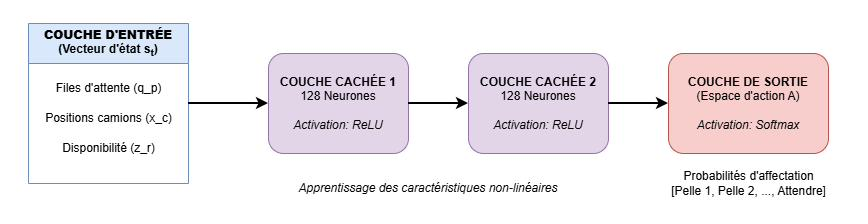 COUCHE D'ENTRÉE
(Vecteur d'état s_t)
Files d'attente (q_p)
Positions camions (x_c)
Disponibilité (z_r)
COUCHE CACHÉE 1
128 Neurones
Activation: ReLU
COUCHE CACHÉE 2
128 Neurones
Activation: ReLU
COUCHE DE SORTIE
(Espace d'action A)
Activation: Softmax
Apprentissage des caractéristiques non-linéaires
Probabilités d'affectation
[Pelle 1, Pelle 2, ..., Attendre]